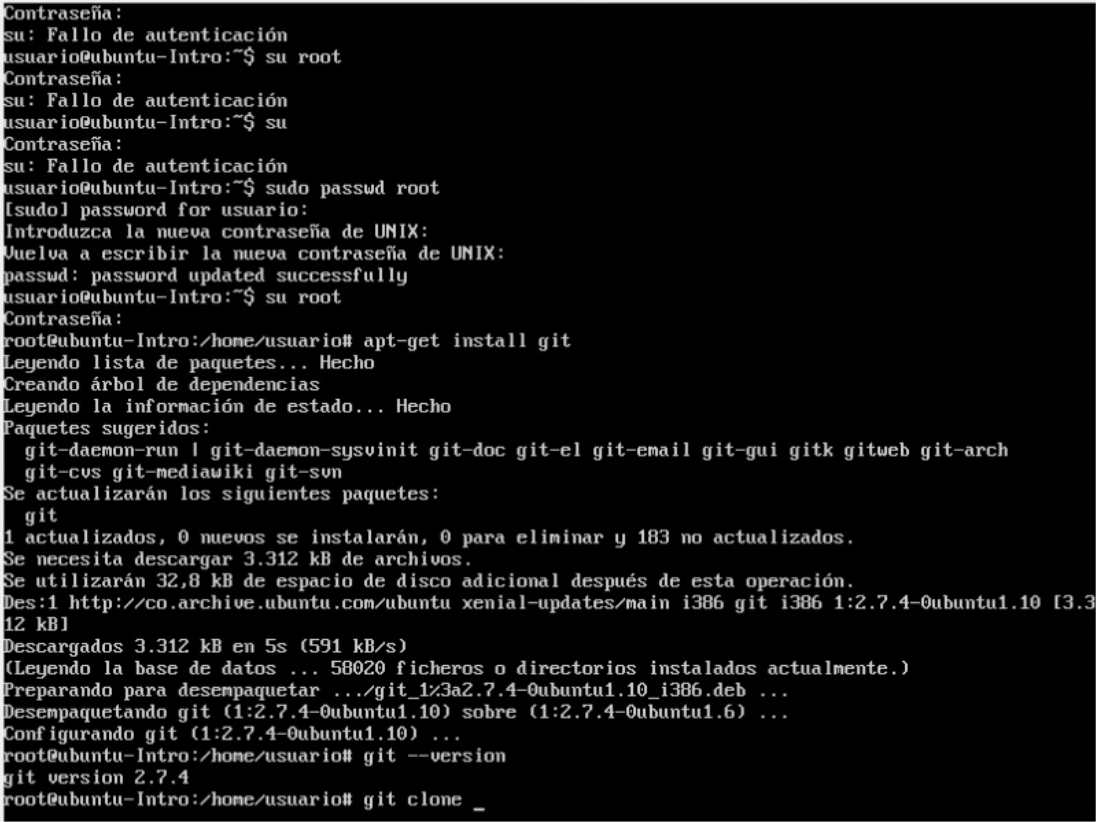 Contraseña:
su: Fallo de autenticación
usuario@ubuntu-Intro:~$ su root
Contraseña:
su: Fallo de autenticación
usuario@ubuntu-Intro:~$ su
Contraseña:
su: Fallo de autenticación
usuario@ubuntu-Intro:~$ sudo passwd root
[sudo] password for usuario:
Introduzca la nueva contraseña de UNIX:
Vuelva a escribir la nueva contraseña de UNIX:
passwd: password updated successfully
usuario@ubuntu-Intro:~$ su root
Contraseña:
root@ubuntu-Intro:/home/usuario# apt-get install git
Leyendo lista de paquetes... Hecho
Creando árbol de dependencias
Leyendo la información de estado... Hecho
Paquetes sugeridos:
  git-daemon-run | git-daemon-sysvinit git-doc git-el git-email git-gui gitk gitweb git-arch
  git-cvs git-mediawiki git-svn
Se actualizarán los siguientes paquetes:
  git
1 actualizados, 0 nuevos se instalarán, 0 para eliminar y 183 no actualizados.
Se necesita descargar 3.312 kB de archivos.
Se utilizarán 32,8 kB de espacio de disco adicional después de esta operación.
Des:1 http://co.archive.ubuntu.com/ubuntu xenial-updates/main i386 git i386 1:2.7.4-0ubuntu1.10 [3.3
12 kB]
Descargados 3.312 kB en 5s (591 kB/s)
(Leyendo la base de datos ... 58020 ficheros o directorios instalados actualmente.)
Preparando para desempaquetar .../git_1%3a2.7.4-0ubuntu1.10_i386.deb ...
Desempaquetando git (1:2.7.4-0ubuntu1.10) sobre (1:2.7.4-0ubuntu1.6) ...
Configurando git (1:2.7.4-0ubuntu1.10) ...
root@ubuntu-Intro:/home/usuario# git --version
git version 2.7.4
root@ubuntu-Intro:/home/usuario# git clone _